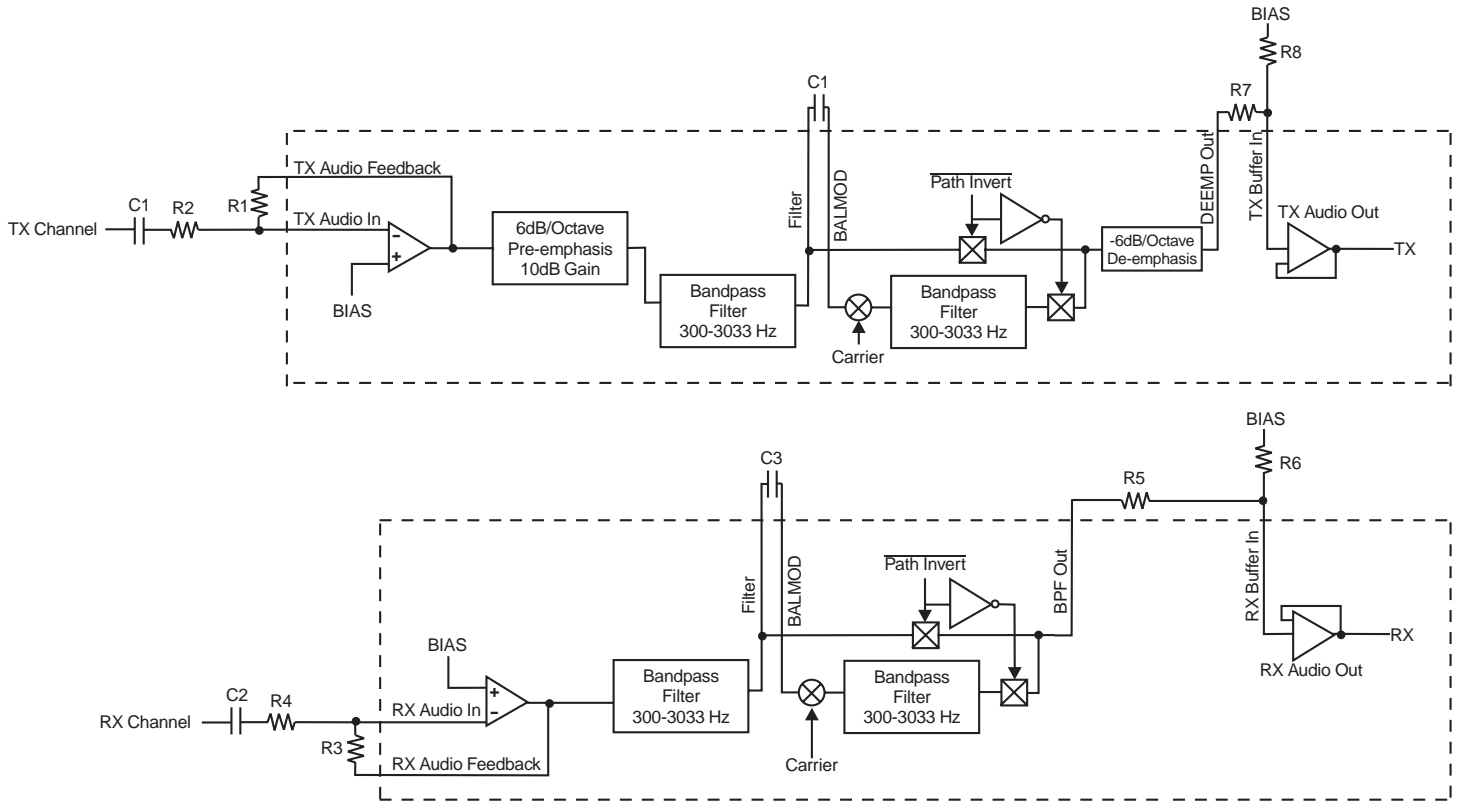 BIAS
R8
C1
R7
DEEMP Out
TX Buffer In
TX Audio Feedback
Path Invert
Filter
BALMOD
TX Audio Out
TX Channel
C1
R2
R1
TX Audio In
-
+
BIAS
6dB/Octave
Pre-emphasis
10dB Gain
Bandpass
Filter
300-3033 Hz
Carrier
Bandpass
Filter
300-3033 Hz
-6dB/Octave
De-emphasis
TX
BIAS
R6
C3
R5
Filter
BALMOD
Path Invert
BPF Out
RX Buffer In
RX
RX Audio Out
BIAS
+
-
RX Channel
C2
R4
R3
RX Audio In
RX Audio Feedback
Bandpass
Filter
300-3033 Hz
Carrier
Bandpass
Filter
300-3033 Hz